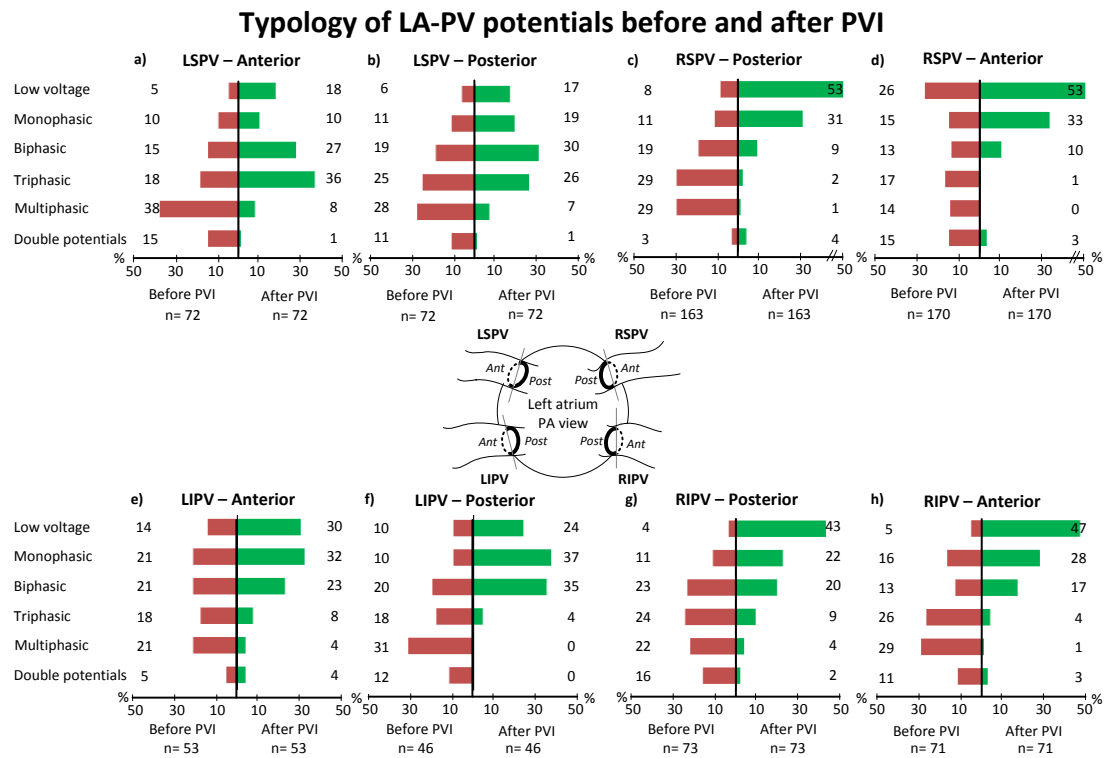 Typology of LA-PV potentials before and after PVI
a) LSPV – Anterior
b) LSPV – Posterior
c) RSPV – Posterior
d) RSPV – Anterior
Low voltage 5 18 6 17 8 53 26 53
Monophasic 10 10 11 19 11 31 15 33
Biphasic 15 27 19 30 19 9 13 10
Triphasic 18 36 25 26 29 2 17 1
Multiphasic 38 8 28 7 29 1 14 0
Double potentials 15 1 11 1 3 4 15 3
% 50 30 10 10 30 50 %
50 30 10 10 30 50 %
% 50 30 10 10 30 50
% 50 30 10 10 30 50 %
Before PVI After PVI Before PVI After PVI Before PVI After PVI Before PVI After PVI
n= 72 n= 72 n= 72 n= 72 n= 163 n= 163 n= 170 n= 170
LSPV RSPV
Ant Post Post Ant
Left atrium
PA view
Ant Post Post Ant
LIPV RIPV
e) LIPV – Anterior
f) LIPV – Posterior
g) RIPV – Posterior
h) RIPV – Anterior
Low voltage 14 30 10 24 4 43 5 47
Monophasic 21 32 10 37 11 22 16 28
Biphasic 21 23 20 35 23 20 13 17
Triphasic 18 8 18 4 24 9 26 4
Multiphasic 21 4 31 0 22 4 29 1
Double potentials 5 4 12 0 16 2 11 3
% 50 30 10 10 30 50 %
50 30 10 10 30 50 %
% 50 30 10 10 30 50
% 50 30 10 10 30 50 %
Before PVI After PVI Before PVI After PVI Before PVI After PVI Before PVI After PVI
n= 53 n= 53 n= 46 n= 46 n= 73 n= 73 n= 71 n= 71